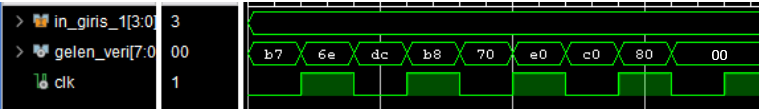 in_giris_1[3:0] 3
gelen_veri[7:0 00 b7 6e dc b8 70 e0 c0 80 00
clk 1